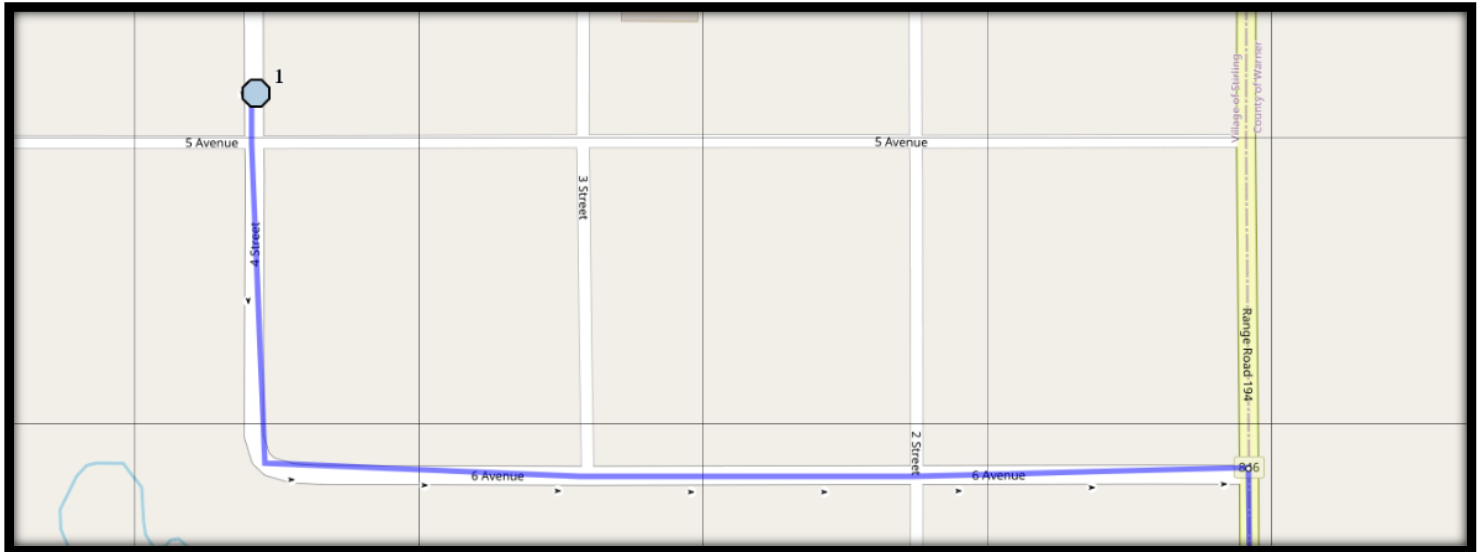 1
Village of Stirling
County of Warner
5 Avenue
5 Avenue
3 Street
4 Street
Range Road 194
2 Street
846
6 Avenue
6 Avenue